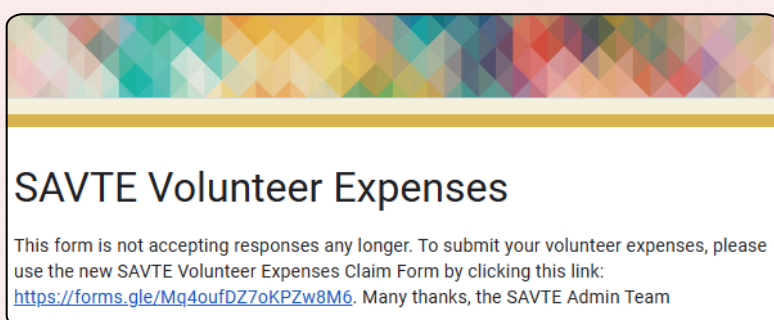 SAVTE Volunteer Expenses
This form is not accepting responses any longer. To submit your volunteer expenses, please
use the new SAVTE Volunteer Expenses Claim Form by clicking this link:
https://forms.gle/Mq4oufDZ7oKPZw8M6. Many thanks, the SAVTE Admin Team